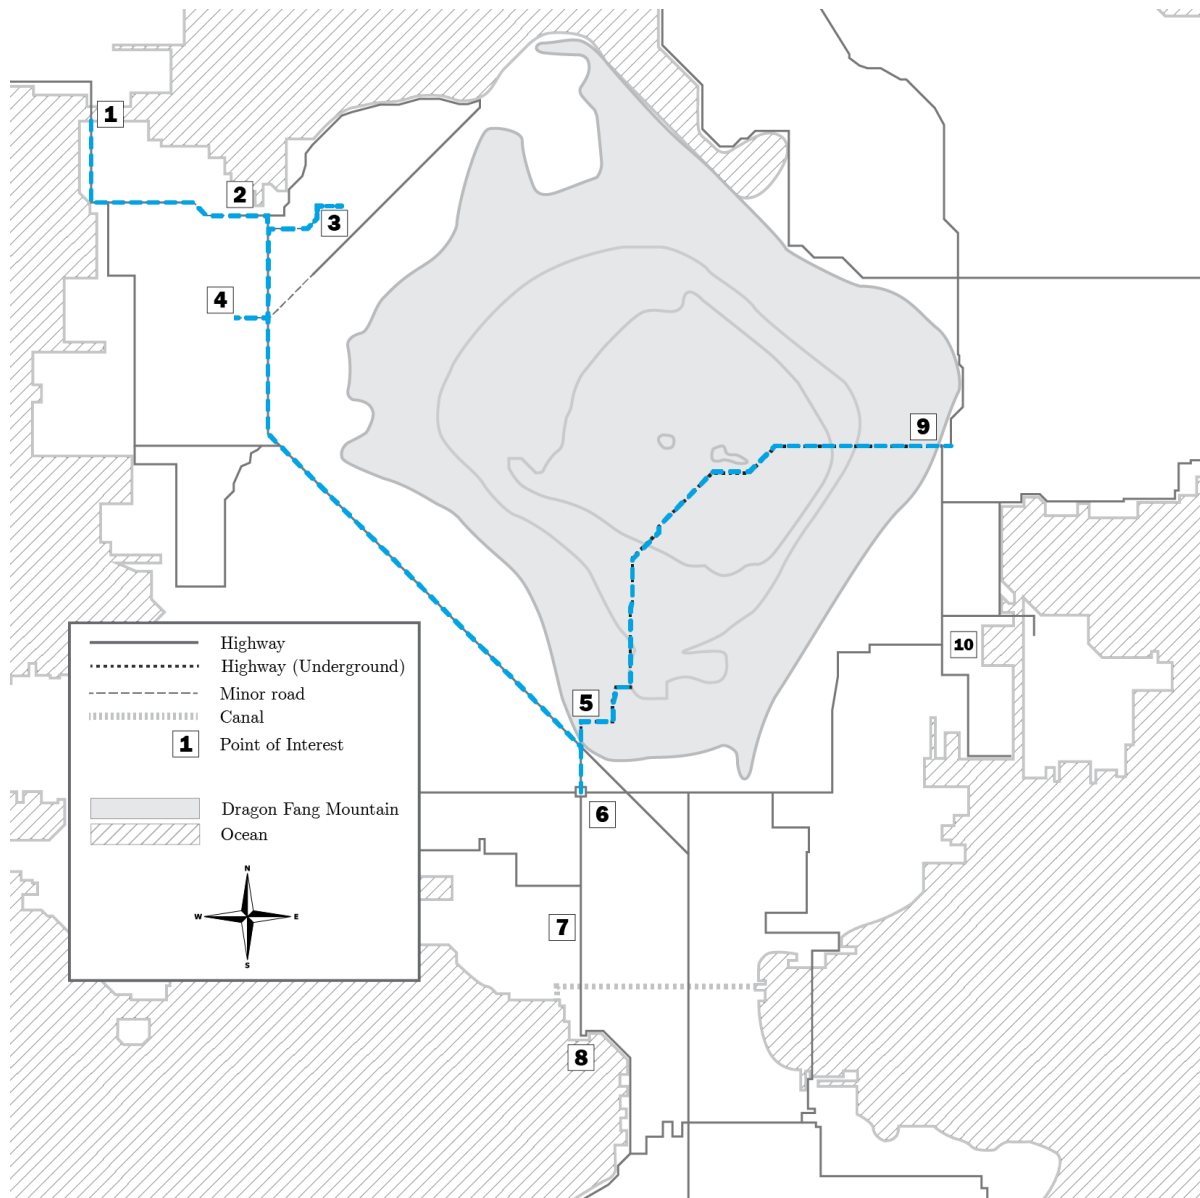 1
2
3
4
9
10
5
6
7
8
Highway
Highway (Underground)
Minor road
Canal
1 Point of Interest
Dragon Fang Mountain
Ocean
N
W E
S